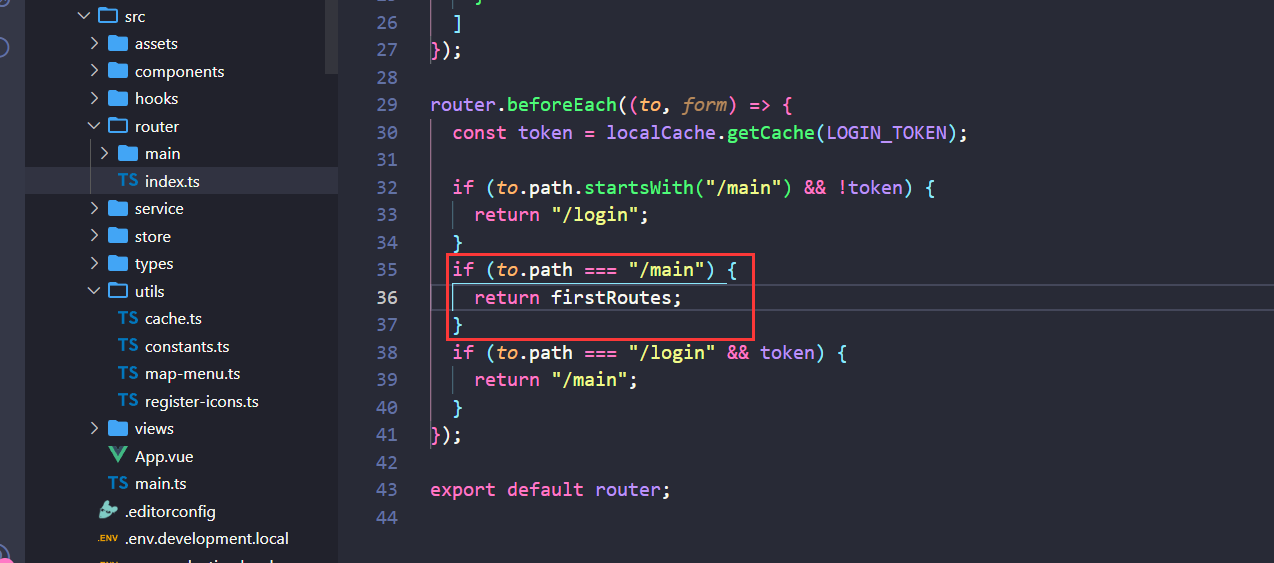 src
assets
components
hooks
router
main
TS index.ts
service
store
types
utils
TS cache.ts
TS constants.ts
TS map-menu.ts
TS register-icons.ts
views
App.vue
TS main.ts
.editorconfig
.ENV .env.development.local
26 ]
27 });
28
29 router.beforeEach((to, form) => {
30 const token = localCache.getCache(LOGIN_TOKEN);
31
32 if (to.path.startsWith("/main") && !token) {
33 return "/login";
34 }
35 if (to.path === "/main") {
36 return firstRoutes;
37 }
38 if (to.path === "/login" && token) {
39 return "/main";
40 }
41 });
42
43 export default router;
44